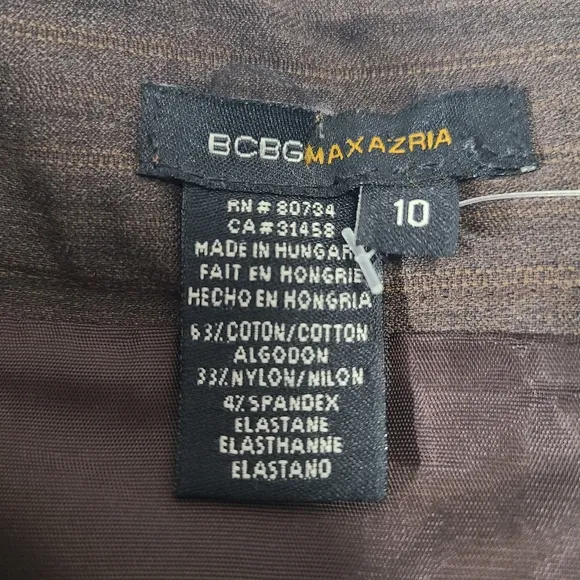 BCBGMAXAZRIA
10
RN# 80734
CA# 31458
MADE IN HUNGARY
FAIT EN HONGRIE
HECHO EN HONGRIA
63% COTON/COTTON
ALGODON
33% NYLON/NILON
4% SPANDEX
ELASTANE
ELASTHANNE
ELASTANO